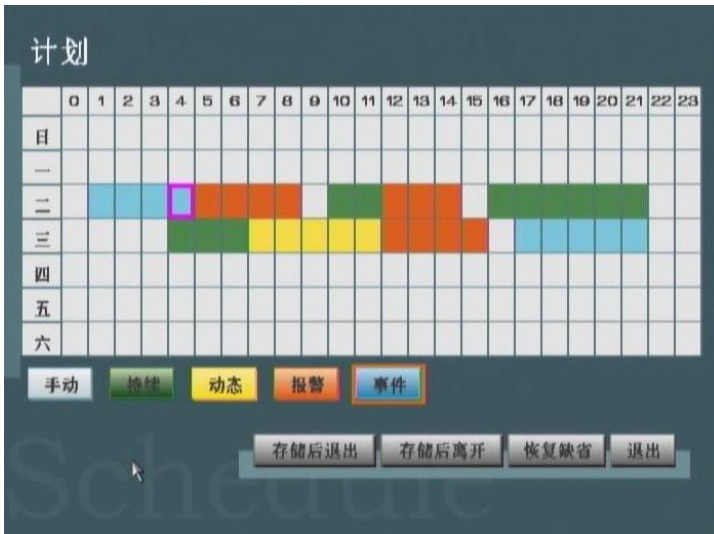 计划
0 1 2 3 4 5 6 7 8 9 10 11 12 13 14 15 16 17 18 19 20 21 22 23
日
一
二
三
四
五
六
手动 持续 动态 报警 事件
存储后退出 存储后离开 恢复缺省 退出
Schedule